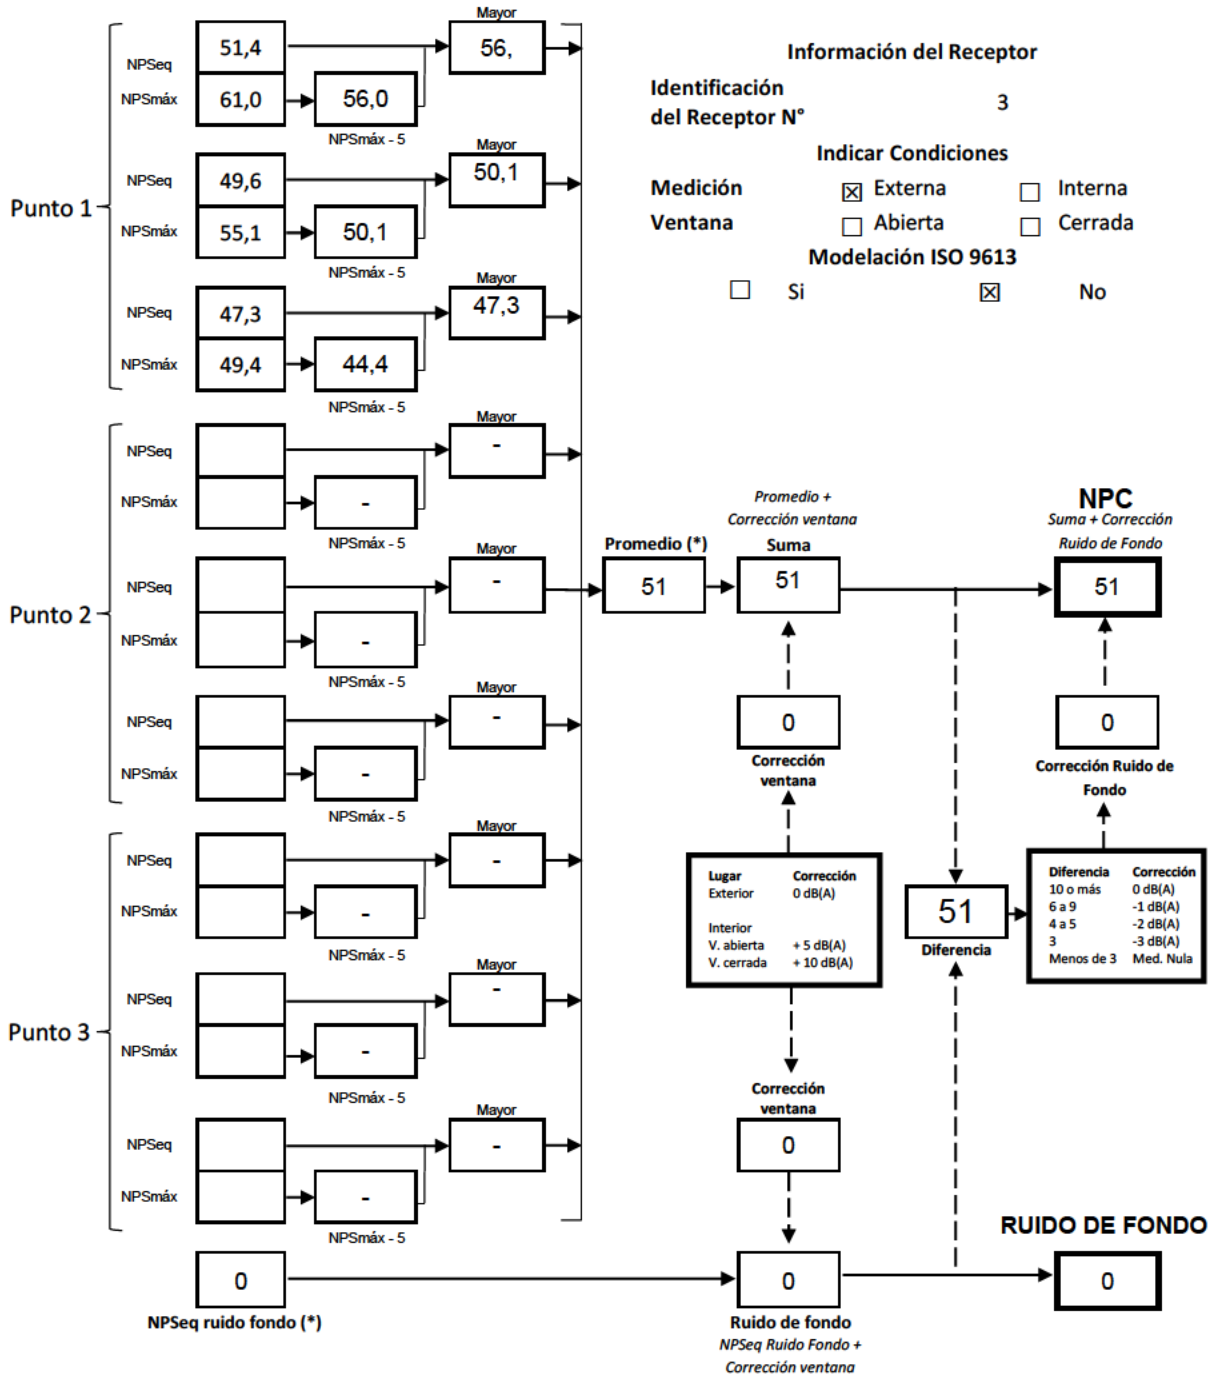 Punto 1
Mayor
NPSeq
51,4
56,
NPSmáx
61,0
56,0
NPSmáx - 5
Mayor
NPSeq
49,6
50,1
NPSmáx
55,1
50,1
NPSmáx - 5
Mayor
NPSeq
47,3
47,3
NPSmáx
49,4
44,4
NPSmáx - 5
Información del Receptor
Identificación
del Receptor N°
3
Indicar Condiciones
Medición
☒ Externa
☐ Interna
Ventana
☐ Abierta
☐ Cerrada
Modelación ISO 9613
☐ Si
☒ No
Punto 2
Mayor
NPSeq
-
NPSmáx
-
NPSmáx - 5
Mayor
NPSeq
-
NPSmáx
-
NPSmáx - 5
Mayor
NPSeq
-
NPSmáx
-
NPSmáx - 5
Punto 3
Mayor
NPSeq
-
NPSmáx
-
NPSmáx - 5
NPSeq
-
NPSmáx
-
NPSmáx - 5
Mayor
NPSeq
-
NPSmáx
-
NPSmáx - 5
Promedio (*)
51
Promedio +
Corrección ventana
Suma
51
NPC
Suma + Corrección
Ruido de Fondo
51
0
Corrección
ventana
0
Corrección Ruido de
Fondo
Lugar Corrección
Exterior 0 dB(A)
Interior
V. abierta + 5 dB(A)
V. cerrada + 10 dB(A)
51
Diferencia
Diferencia Corrección
10 o más 0 dB(A)
6 a 9 -1 dB(A)
4 a 5 -2 dB(A)
3 -3 dB(A)
Menos de 3 Med. Nula
Corrección
ventana
0
RUIDO DE FONDO
0
NPSeq ruido fondo (*)
0
Ruido de fondo
NPSeq Ruido Fondo +
Corrección ventana
0